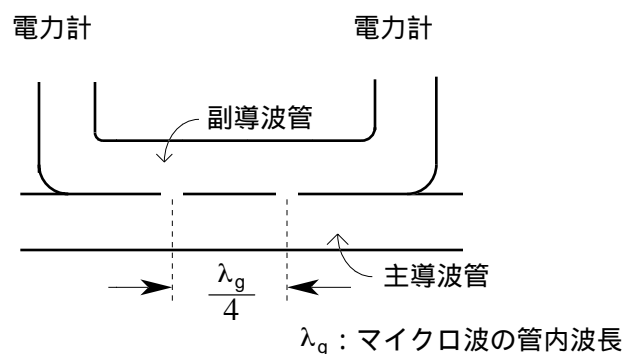 電力計
電力計
副導波管
主導波管
λg
4
λg：マイクロ波の管内波長